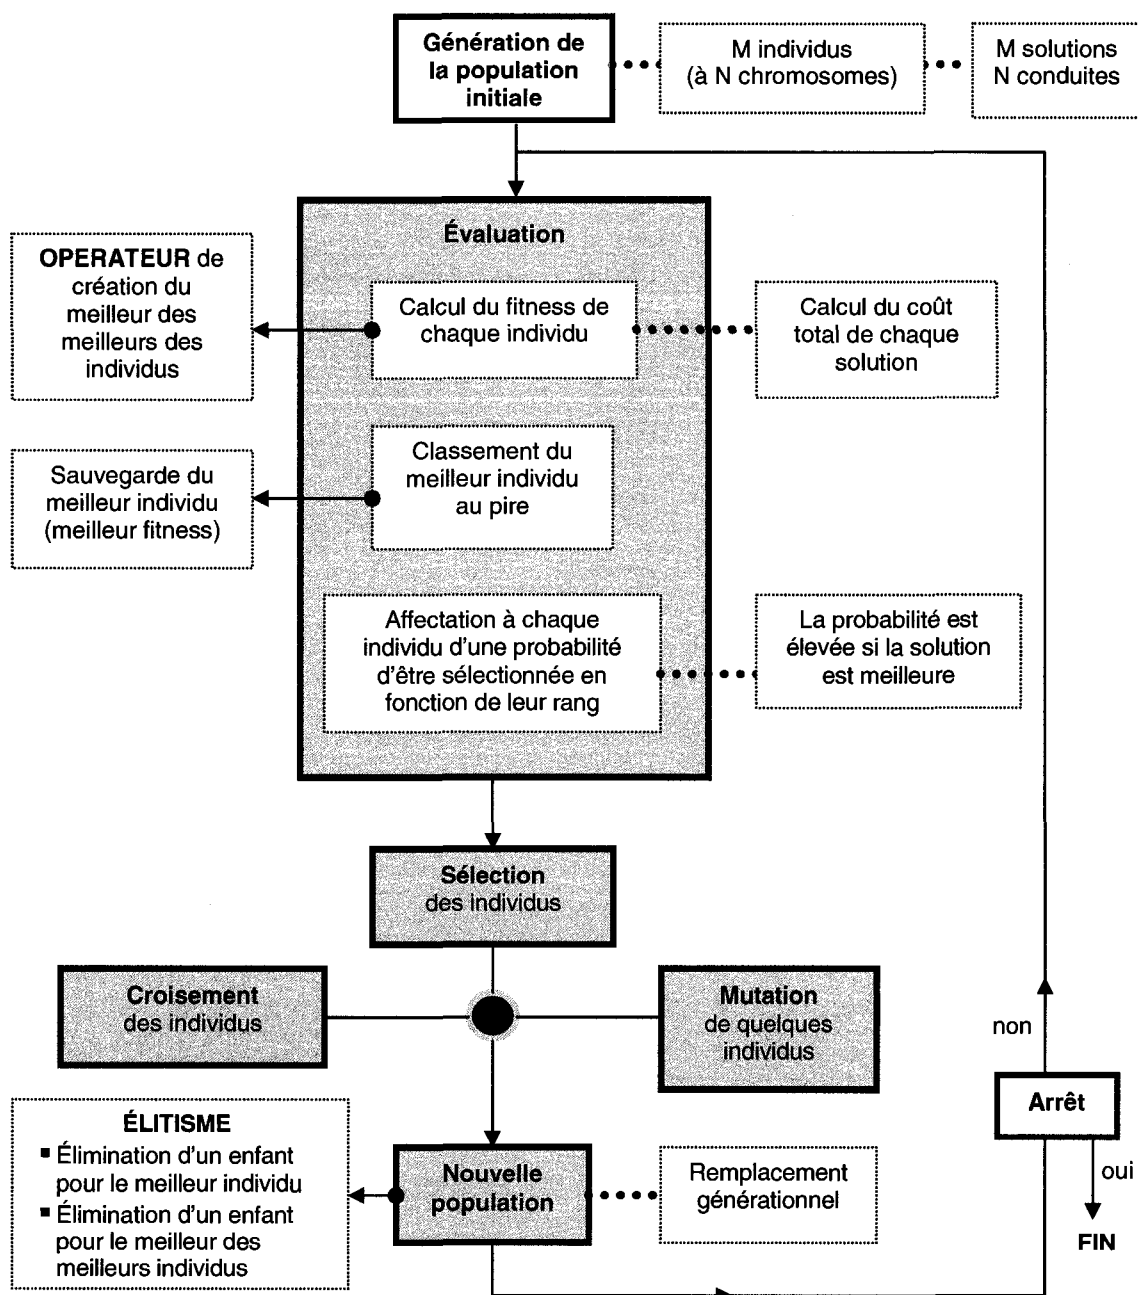 Génération de
la population
initiale
M individus
(à N chromosomes)
M solutions
N conduites
Évaluation
OPERATEUR de
création du
meilleur des
meilleurs des
individus
Calcul du fitness de
chaque individu
Calcul du coût
total de chaque
solution
Sauvegarde du
meilleur individu
(meilleur fitness)
Classement du
meilleur individu
au pire
Affectation à chaque
individu d'une probabilité
d'être sélectionnée en
fonction de leur rang
La probabilité est
élevée si la solution
est meilleure
Sélection
des individus
Croisement
des individus
Mutation
de quelques
individus
non
Arrêt
oui
FIN
ÉLITISME
▪ Élimination d'un enfant
pour le meilleur individu
▪ Élimination d'un enfant
pour le meilleur des
meilleurs individus
Nouvelle
population
Remplacement
générationnel